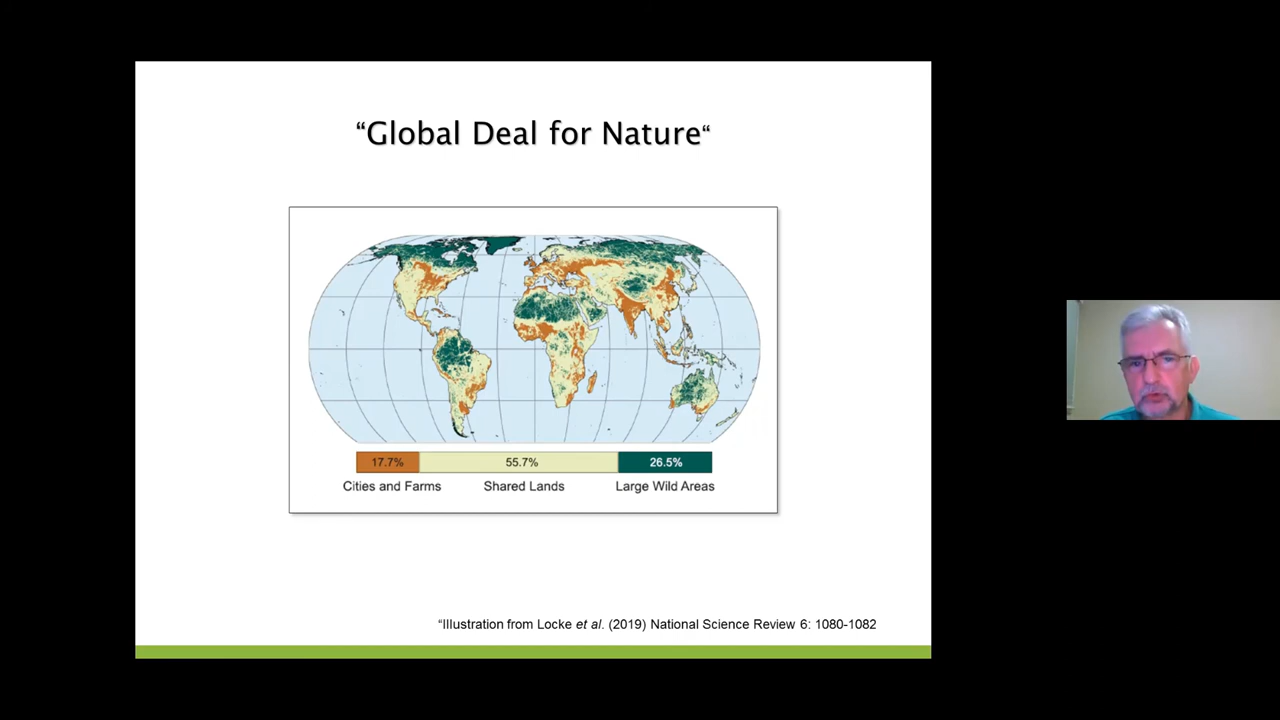 “Global Deal for Nature“
17.7% 55.7% 26.5%
Cities and Farms Shared Lands Large Wild Areas
“Illustration from Locke et al. (2019) National Science Review 6: 1080-1082